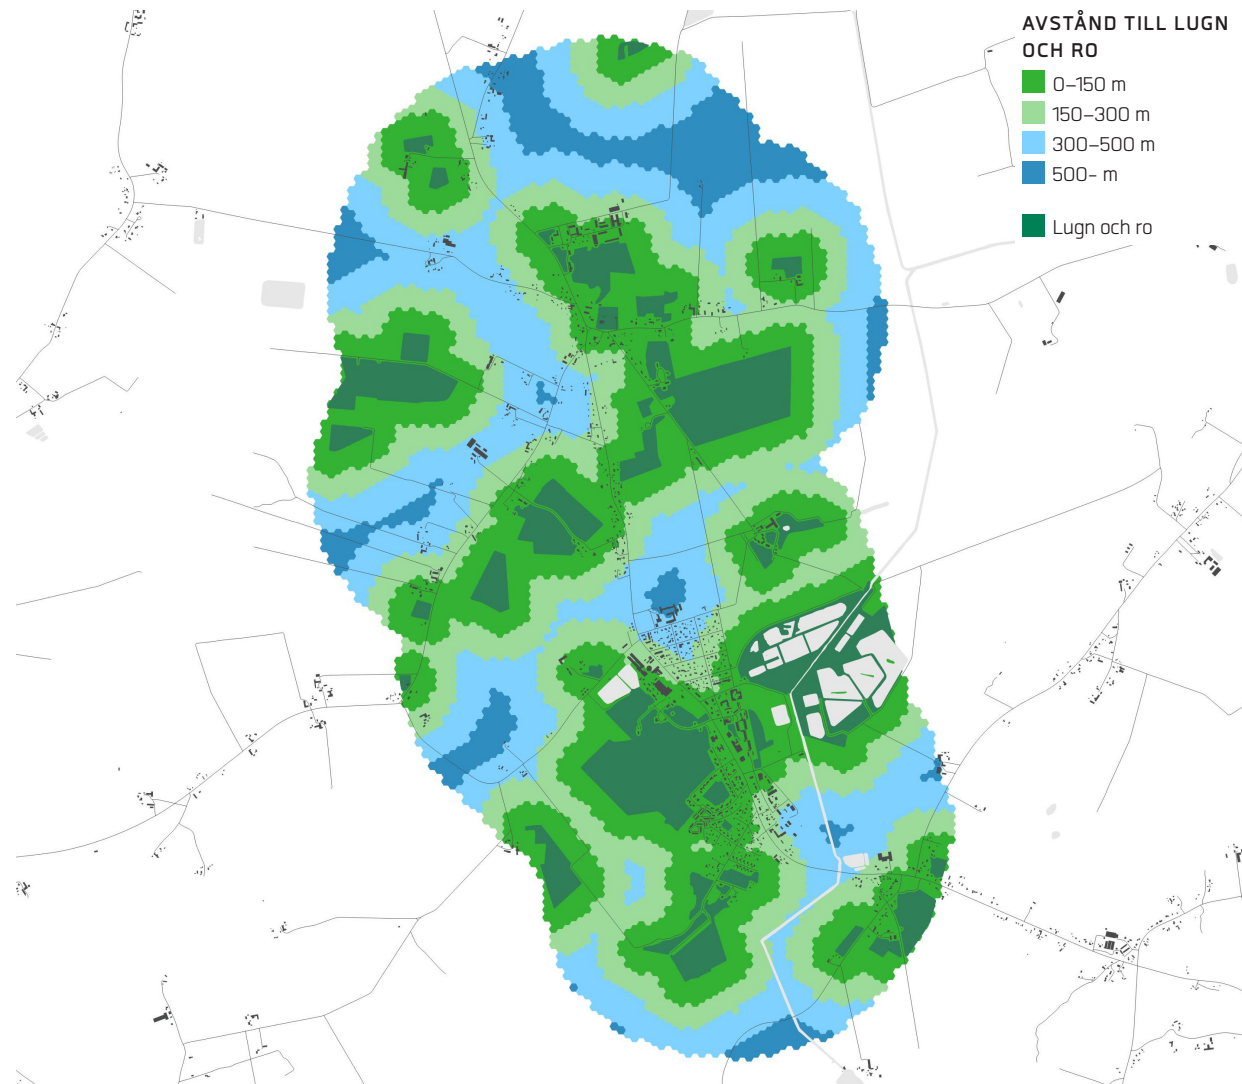 AVSTÅND TILL LUGN
OCH RO
0–150 m
150–300 m
300–500 m
500- m
Lugn och ro